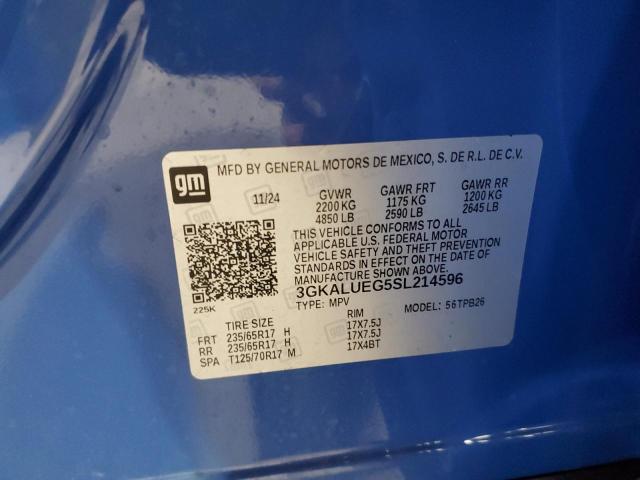 gm
MFD BY GENERAL MOTORS DE MEXICO, S. DE R.L. DE C.V.
11/24 GVWR GAWR FRT GAWR RR
2200 KG 1175 KG 1200 KG
4850 LB 2590 LB 2645 LB
THIS VEHICLE CONFORMS TO ALL
APPLICABLE U.S. FEDERAL MOTOR
VEHICLE SAFETY AND THEFT PREVENTION
STANDARDS IN EFFECT ON THE DATE OF
MANUFACTURE SHOWN ABOVE.
225K
3GKALUEG5SL214596
TYPE: MPV MODEL: 56TPB26
TIRE SIZE RIM
FRT 235/65R17 H 17X7.5J
RR 235/65R17 H 17X7.5J
SPA T125/70R17 M 17X4BT